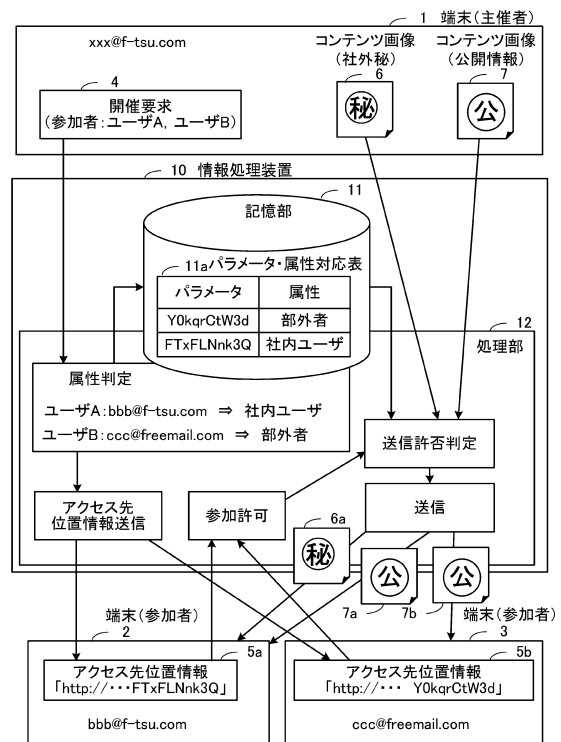 1 端末(主催者)
xxx@f-tsu.com
コンテンツ画像
(社外秘)
6
コンテンツ画像
(公開情報)
7
4
開催要求
(参加者:ユーザA, ユーザB)
秘
公
10 情報処理装置
11
記憶部
11aパラメータ・属性対応表
パラメータ 属性
Y0kqrCtW3d 部外者
FTxFLNnk3Q 社内ユーザ
12
処理部
属性判定
ユーザA:bbb@f-tsu.com ⇒ 社内ユーザ
ユーザB:ccc@freemail.com ⇒ 部外者
送信許否判定
アクセス先
位置情報送信
参加許可
送信
6a
秘
公
公
7a
7b
端末(参加者)
2
端末(参加者)
3
5a
アクセス先位置情報
「http://・・・FTxFLNnk3Q」
bbb@f-tsu.com
5b
アクセス先位置情報
「http://・・・ Y0kqrCtW3d」
ccc@freemail.com